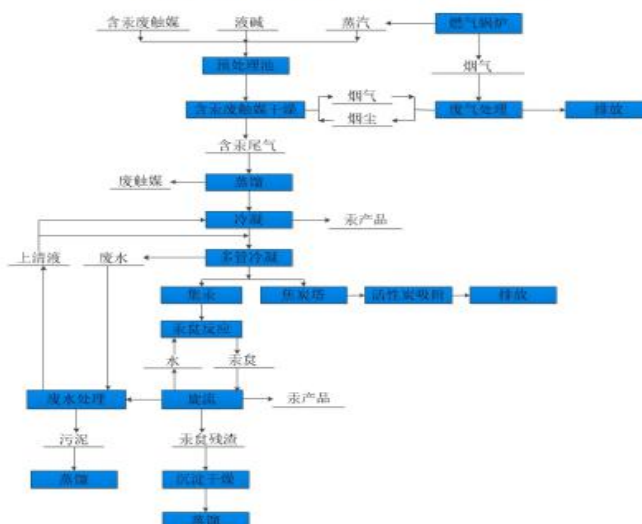 含汞废触媒 液碱 蒸汽 燃气锅炉
预处理池 烟气
含汞废触媒干燥 烟气 废气处理 排放
烟尘
含汞尾气
废触媒 蒸馏
冷凝 汞产品
上清液 废水 多管冷凝
集汞 焦炭塔 活性炭吸附 排放
汞炱反应
水 汞炱
废水处理 旋流 汞产品
污泥 汞炱残渣
蒸馏 沉淀干燥
蒸馏